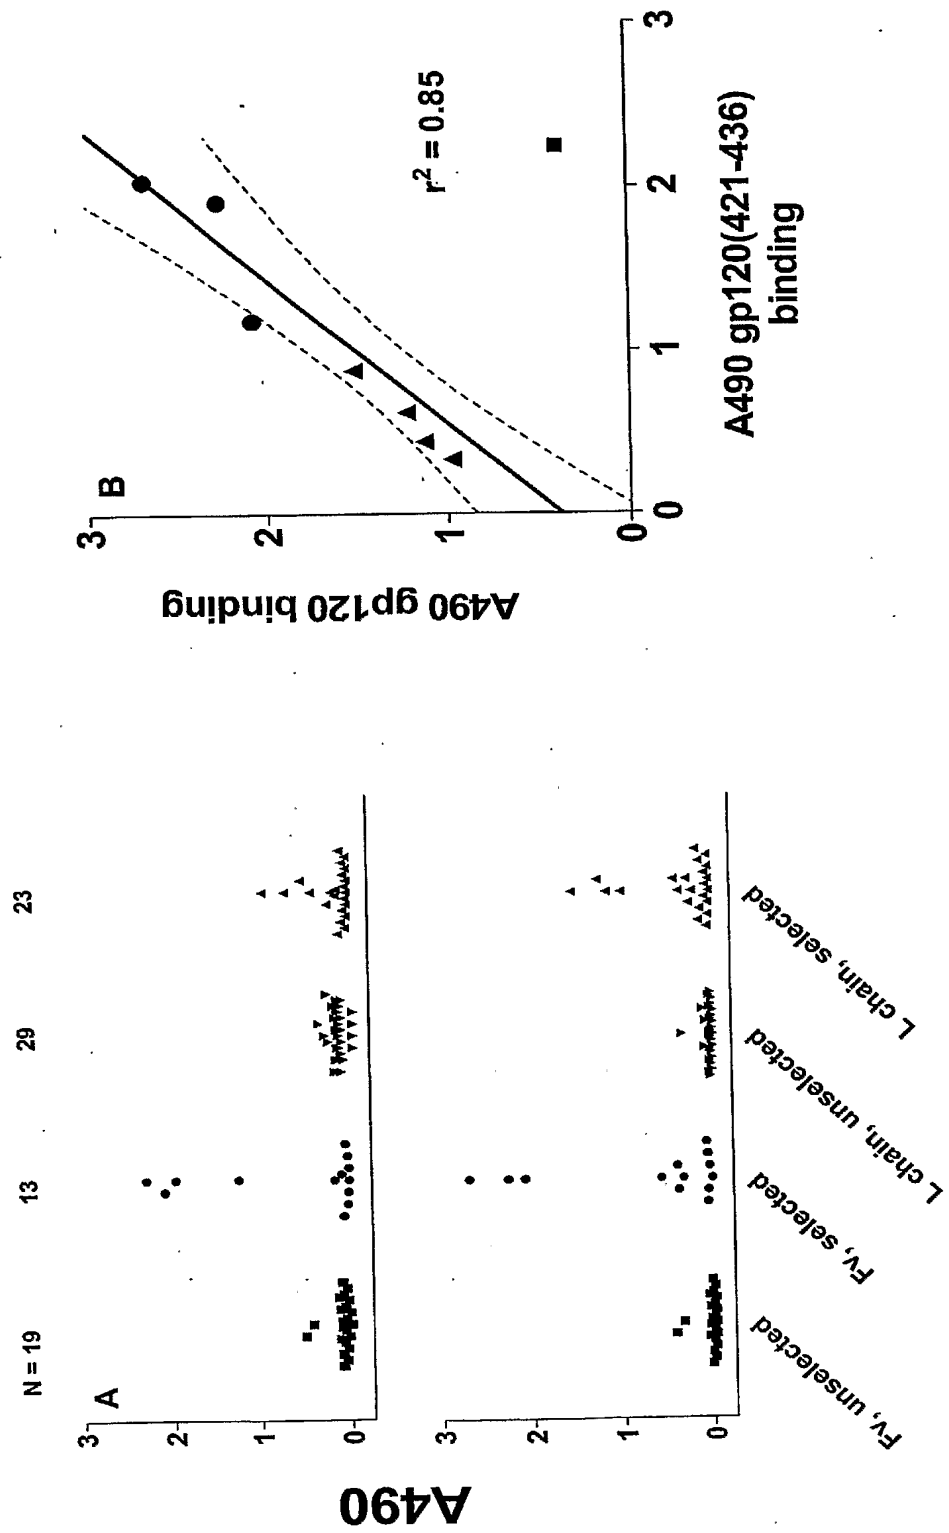 A490
A
N = 19
13
29
23
3
2
1
0
3
2
1
0
Fv, unselected
Fv, selected
L chain, unselected
L chain, selected
B
A490 gp120 binding
3
2
1
0
r² = 0.85
0
1
2
3
A490 gp120(421-436)
binding